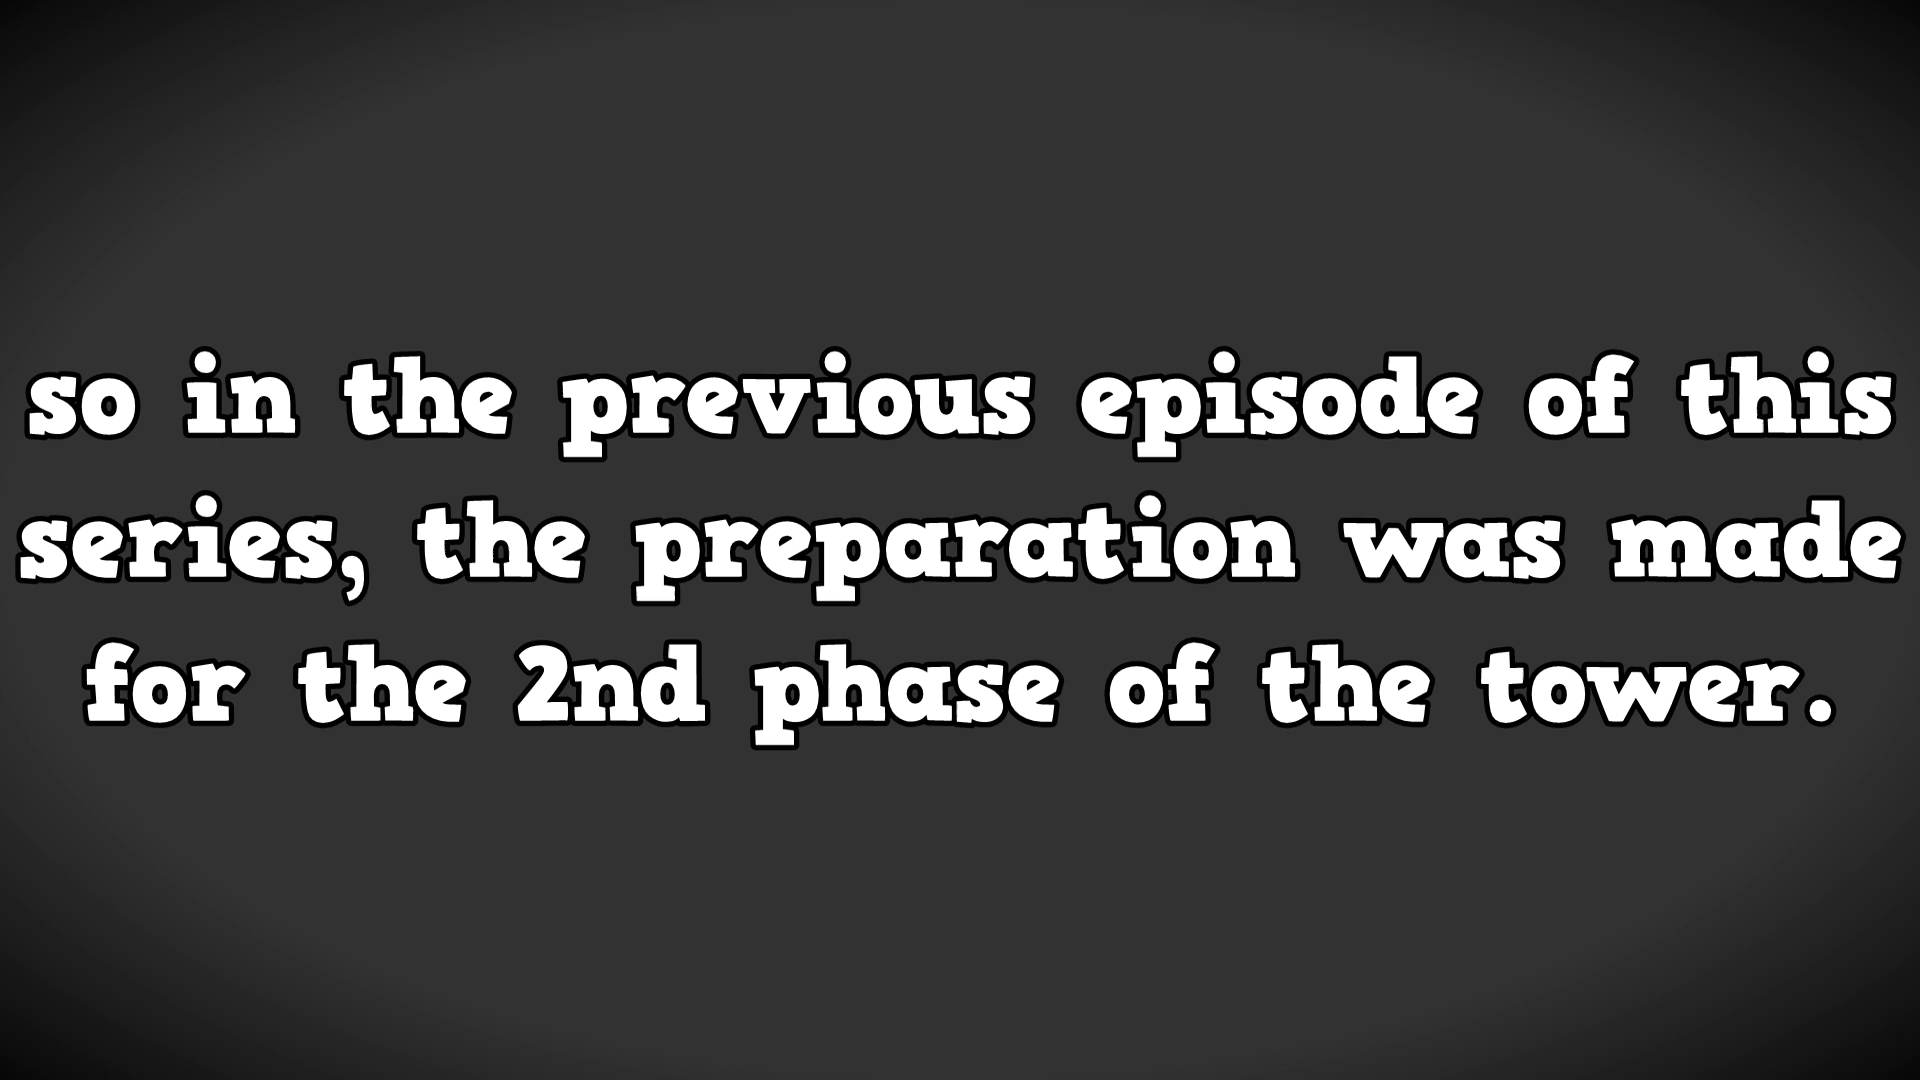 so in the previous episode of this
series, the preparation was made
for the 2nd phase of the tower.